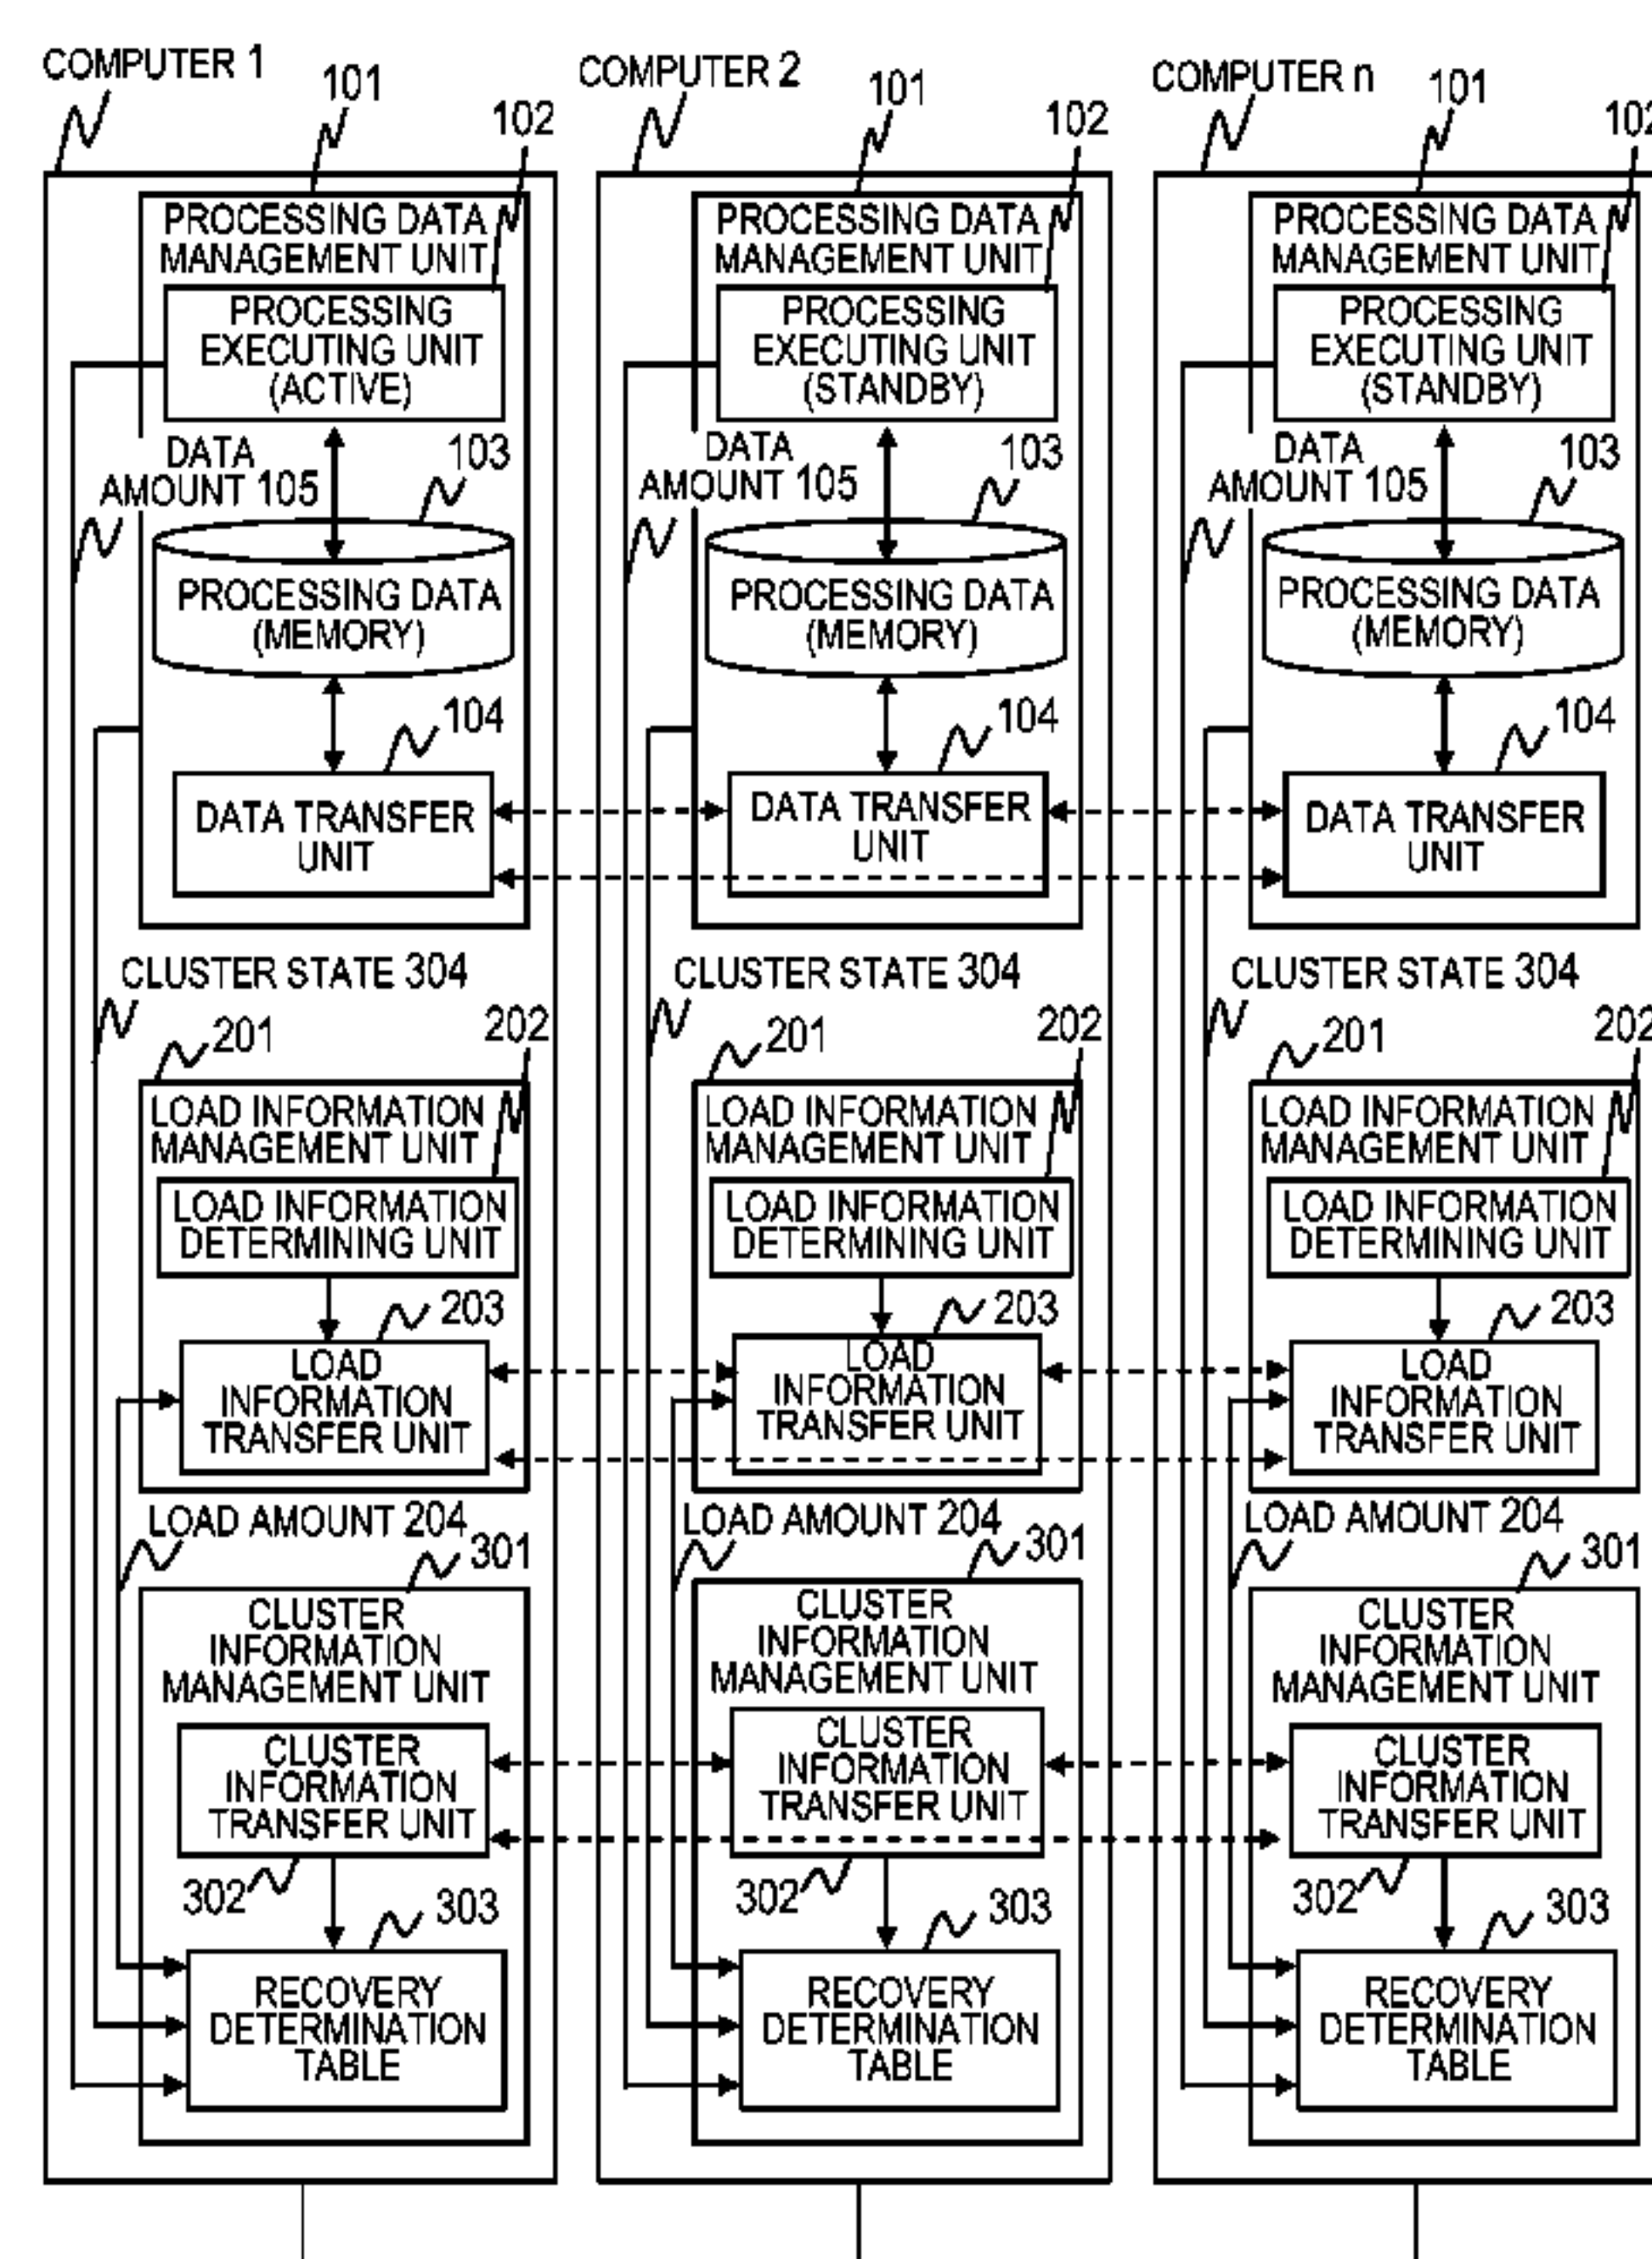 COMPUTER 1
101
102
PROCESSING DATA
MANAGEMENT UNIT
PROCESSING
EXECUTING UNIT
(ACTIVE)
DATA
AMOUNT 105
103
PROCESSING DATA
(MEMORY)
104
DATA TRANSFER
UNIT
CLUSTER STATE 304
201
202
LOAD INFORMATION
MANAGEMENT UNIT
LOAD INFORMATION
DETERMINING UNIT
203
LOAD
INFORMATION
TRANSFER UNIT
LOAD AMOUNT 204
301
CLUSTER
INFORMATION
MANAGEMENT UNIT
CLUSTER
INFORMATION
TRANSFER UNIT
302
303
RECOVERY
DETERMINATION
TABLE
COMPUTER 2
101
102
PROCESSING DATA
MANAGEMENT UNIT
PROCESSING
EXECUTING UNIT
(STANDBY)
DATA
AMOUNT 105
103
PROCESSING DATA
(MEMORY)
104
DATA TRANSFER
UNIT
CLUSTER STATE 304
201
202
LOAD INFORMATION
MANAGEMENT UNIT
LOAD INFORMATION
DETERMINING UNIT
203
LOAD
INFORMATION
TRANSFER UNIT
LOAD AMOUNT 204
301
CLUSTER
INFORMATION
MANAGEMENT UNIT
CLUSTER
INFORMATION
TRANSFER UNIT
302
303
RECOVERY
DETERMINATION
TABLE
COMPUTER n
101
102
PROCESSING DATA
MANAGEMENT UNIT
PROCESSING
EXECUTING UNIT
(STANDBY)
DATA
AMOUNT 105
103
PROCESSING DATA
(MEMORY)
104
DATA TRANSFER
UNIT
CLUSTER STATE 304
201
202
LOAD INFORMATION
MANAGEMENT UNIT
LOAD INFORMATION
DETERMINING UNIT
203
LOAD
INFORMATION
TRANSFER UNIT
LOAD AMOUNT 204
301
CLUSTER
INFORMATION
MANAGEMENT UNIT
CLUSTER
INFORMATION
TRANSFER UNIT
302
303
RECOVERY
DETERMINATION
TABLE